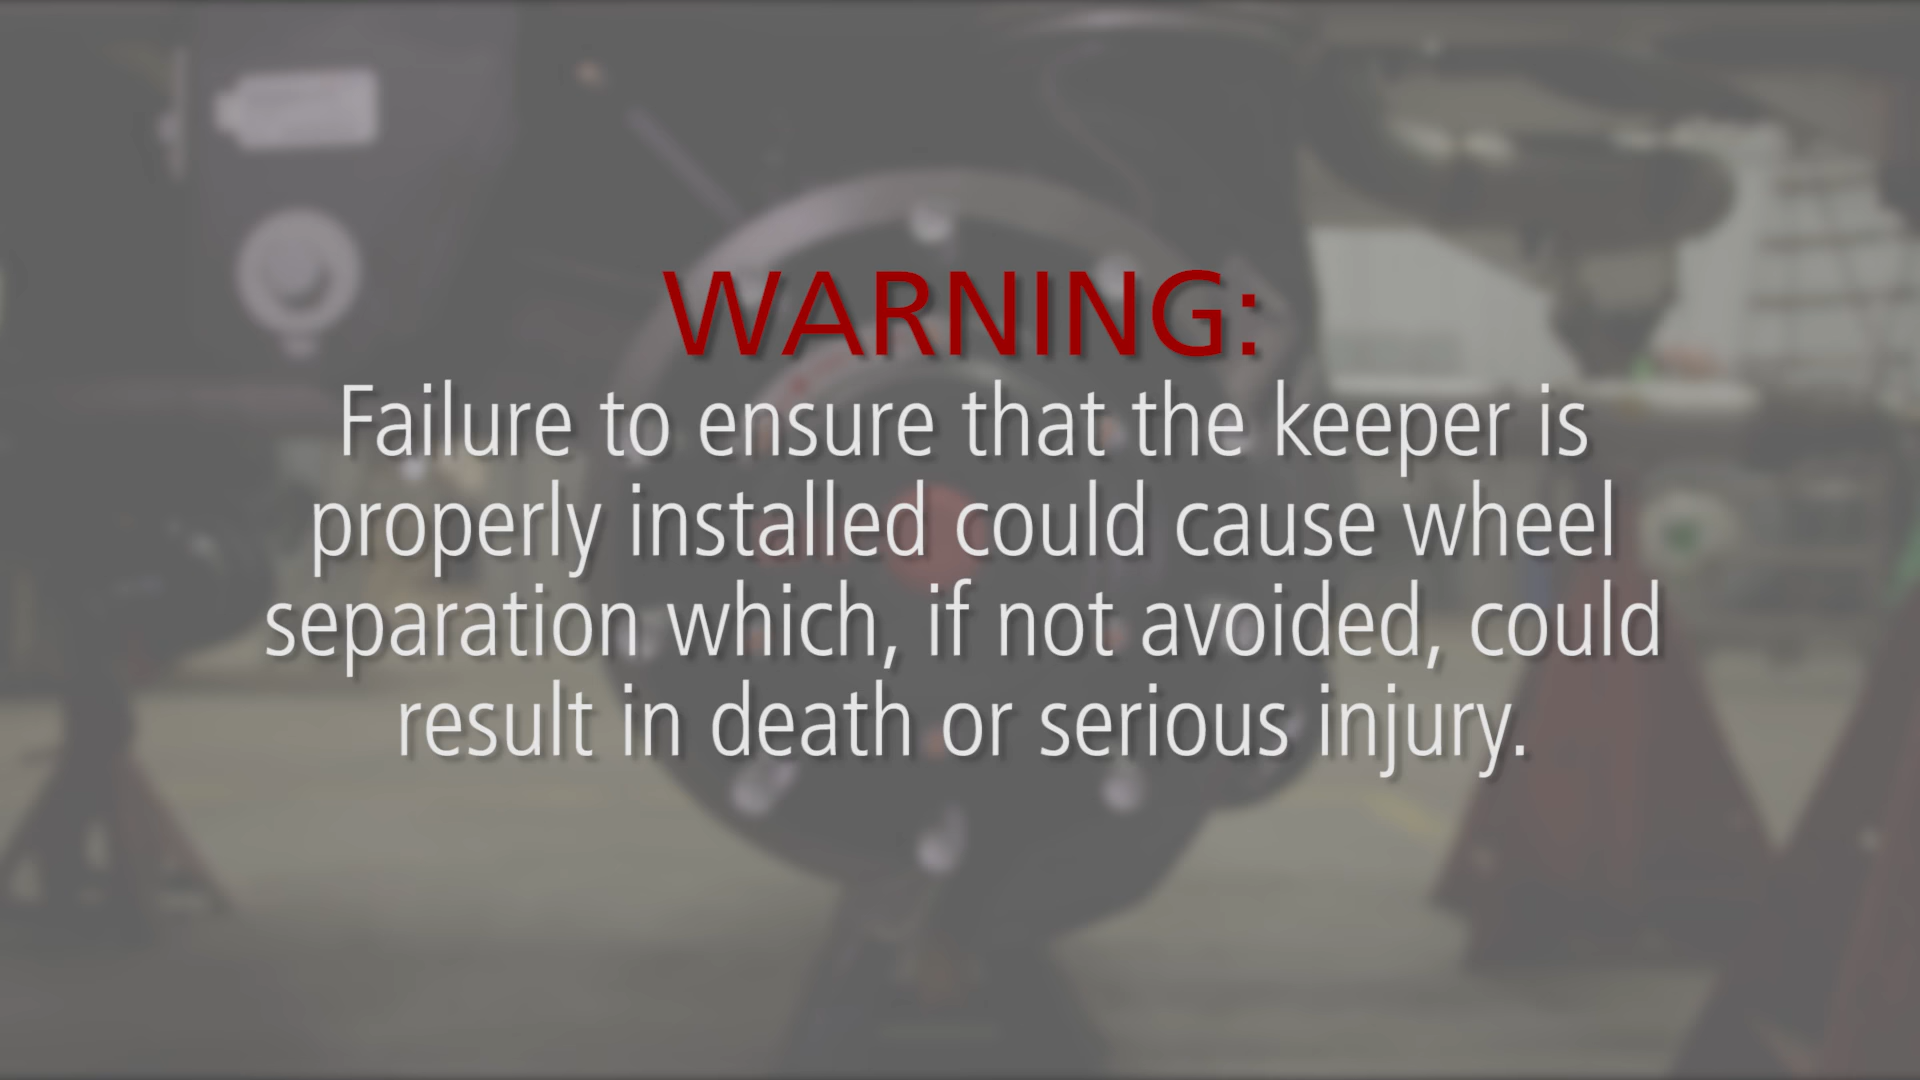 WARNING:
Failure to ensure that the keeper is
properly installed could cause wheel
separation which, if not avoided, could
result in death or serious injury.